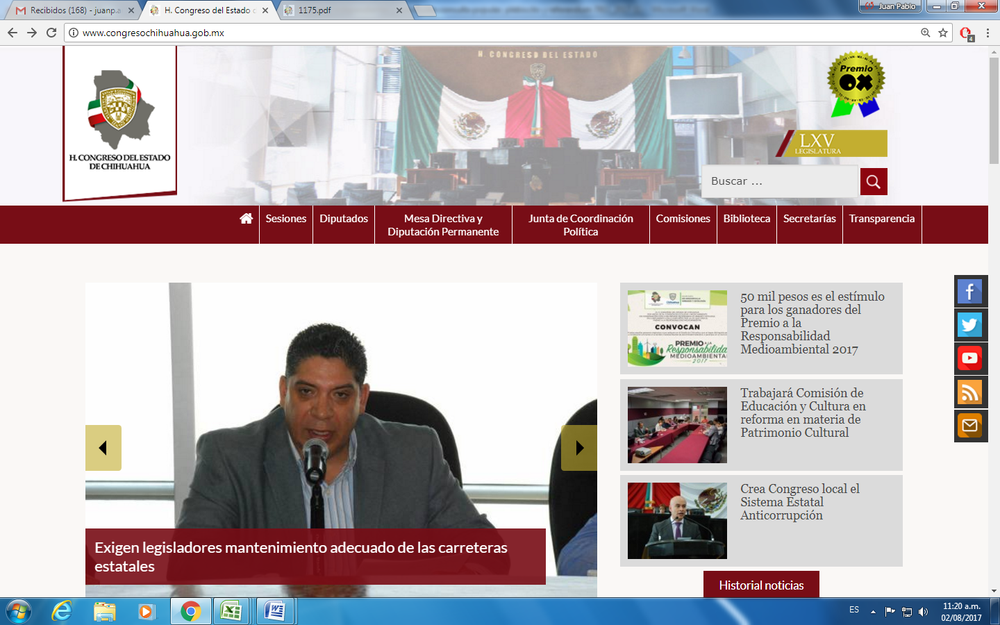 Recibidos (168) - juanp.a
H. Congreso del Estado d
1175.pdf
Juan Pablo
www.congresochihuahua.gob.mx
4
H. CONGRESO DEL ESTADO
DE CHIHUAHUA
H CONGRESO DEL ESTADO
Premio
OX
LXV
LEGISLATURA
Buscar ...
Sesiones
Diputados
Mesa Directiva y
Diputación Permanente
Junta de Coordinación
Política
Comisiones
Biblioteca
Secretarías
Transparencia
Exigen legisladores mantenimiento adecuado de las carreteras
estatales
CONVOCAN
PREMIO A LA
Responsabilidad
MEDIOAMBIENTAL
2017
50 mil pesos es el estímulo
para los ganadores del
Premio a la
Responsabilidad
Medioambiental 2017
Trabajará Comisión de
Educación y Cultura en
reforma en materia de
Patrimonio Cultural
Crea Congreso local el
Sistema Estatal
Anticorrupción
Historial noticias
ES
11:20 a.m.
02/08/2017